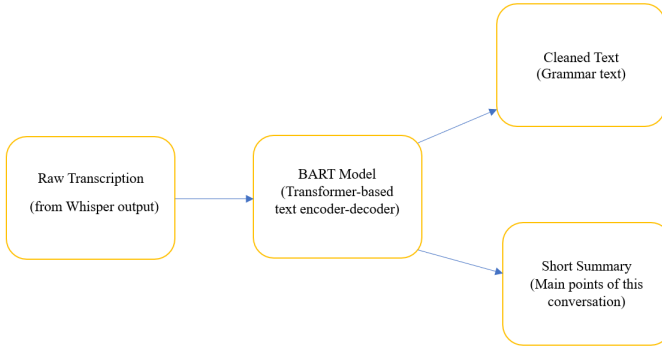 Raw Transcription
(from Whisper output)
BART Model
(Transformer-based
text encoder-decoder)
Cleaned Text
(Grammar text)
Short Summary
(Main points of this
conversation)